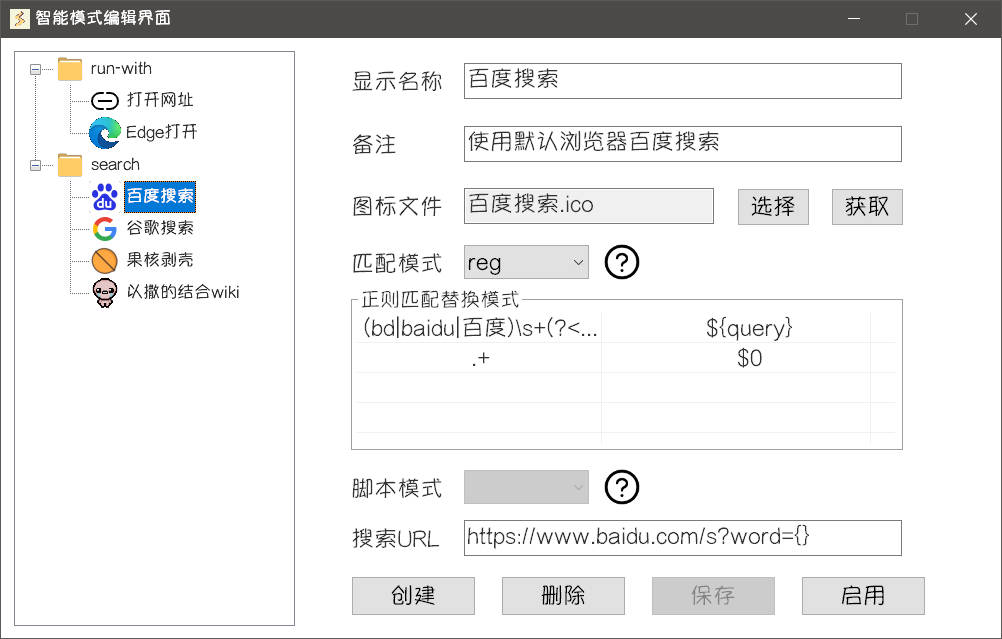 智能模式编辑界面
run-with
打开网址
Edge打开
search
百度搜索
谷歌搜索
果核剥壳
以撒的结合wiki
显示名称 百度搜索
备注 使用默认浏览器百度搜索
图标文件 百度搜索.ico 选择 获取
匹配模式 reg ?
正则匹配替换模式
(bd|baidu|百度)\s+(?<... ${query}
.+ $0
脚本模式 ?
搜索URL https://www.baidu.com/s?word={}
创建 删除 保存 启用